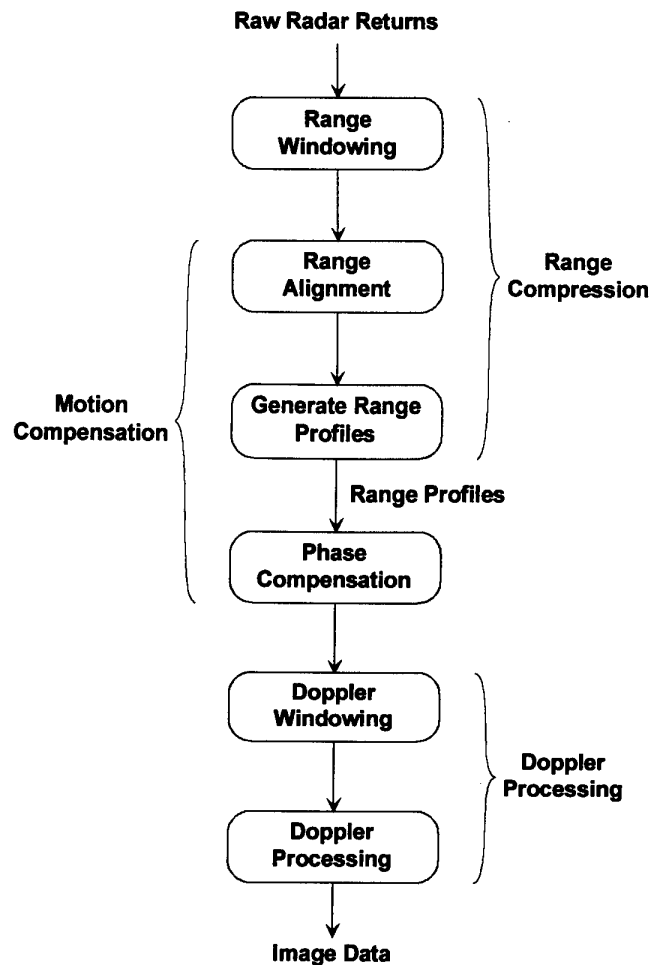 Raw Radar Returns
Range
Windowing
Range
Alignment
Range
Compression
Motion
Compensation
Generate Range
Profiles
Range Profiles
Phase
Compensation
Doppler
Windowing
Doppler
Processing
Doppler
Processing
Image Data